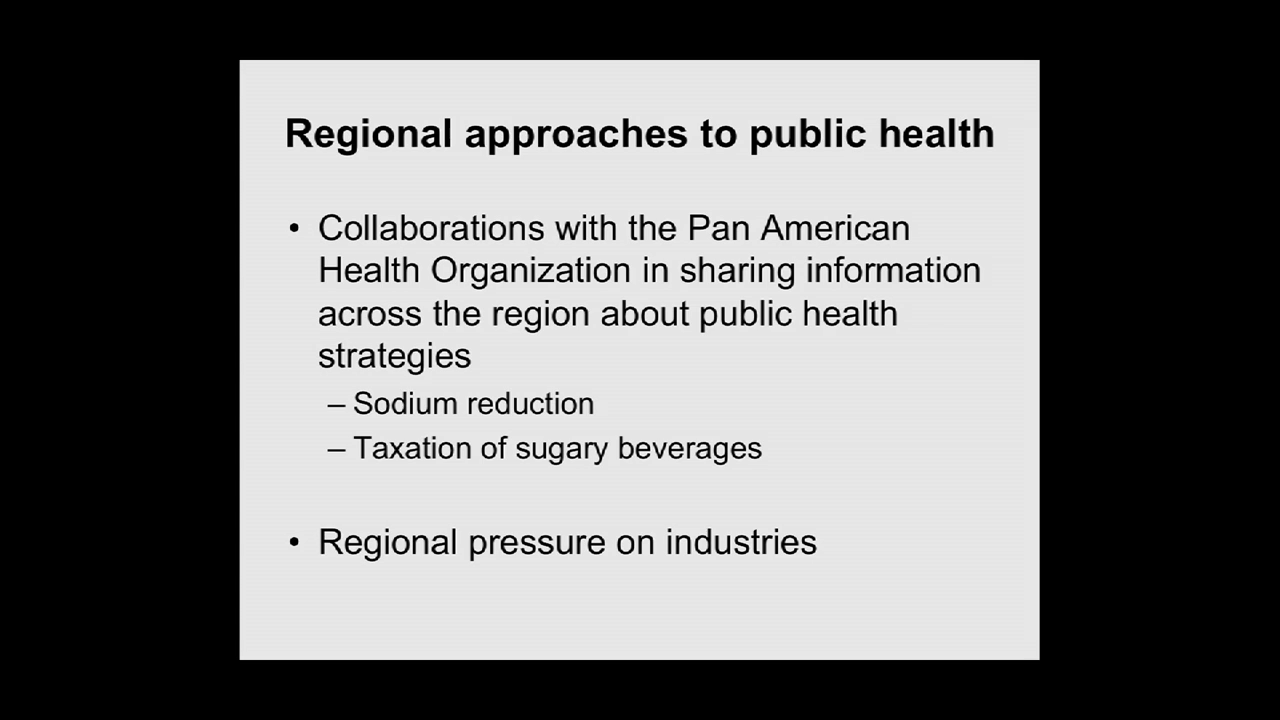 Regional approaches to public health
• Collaborations with the Pan American
Health Organization in sharing information
across the region about public health
strategies
– Sodium reduction
– Taxation of sugary beverages
• Regional pressure on industries